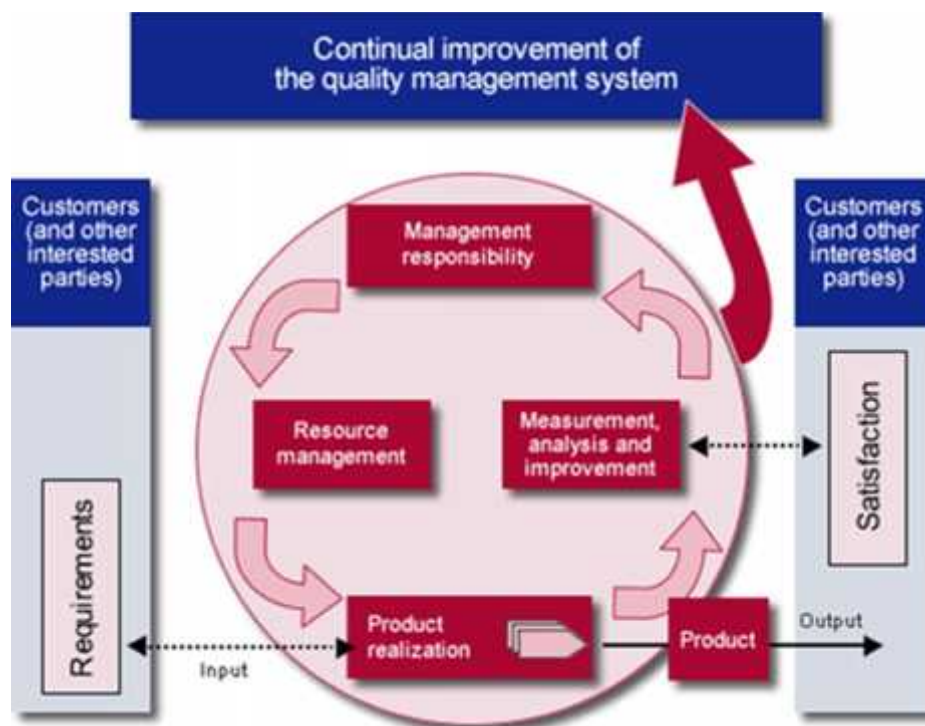 Continual improvement of
the quality management system
Customers
(and other
interested
parties)
Management
responsibility
Customers
(and other
interested
parties)
Resource
management
Measurement,
analysis and
improvement
Satisfaction
Requirements
Input
Product
realization
Product
Output